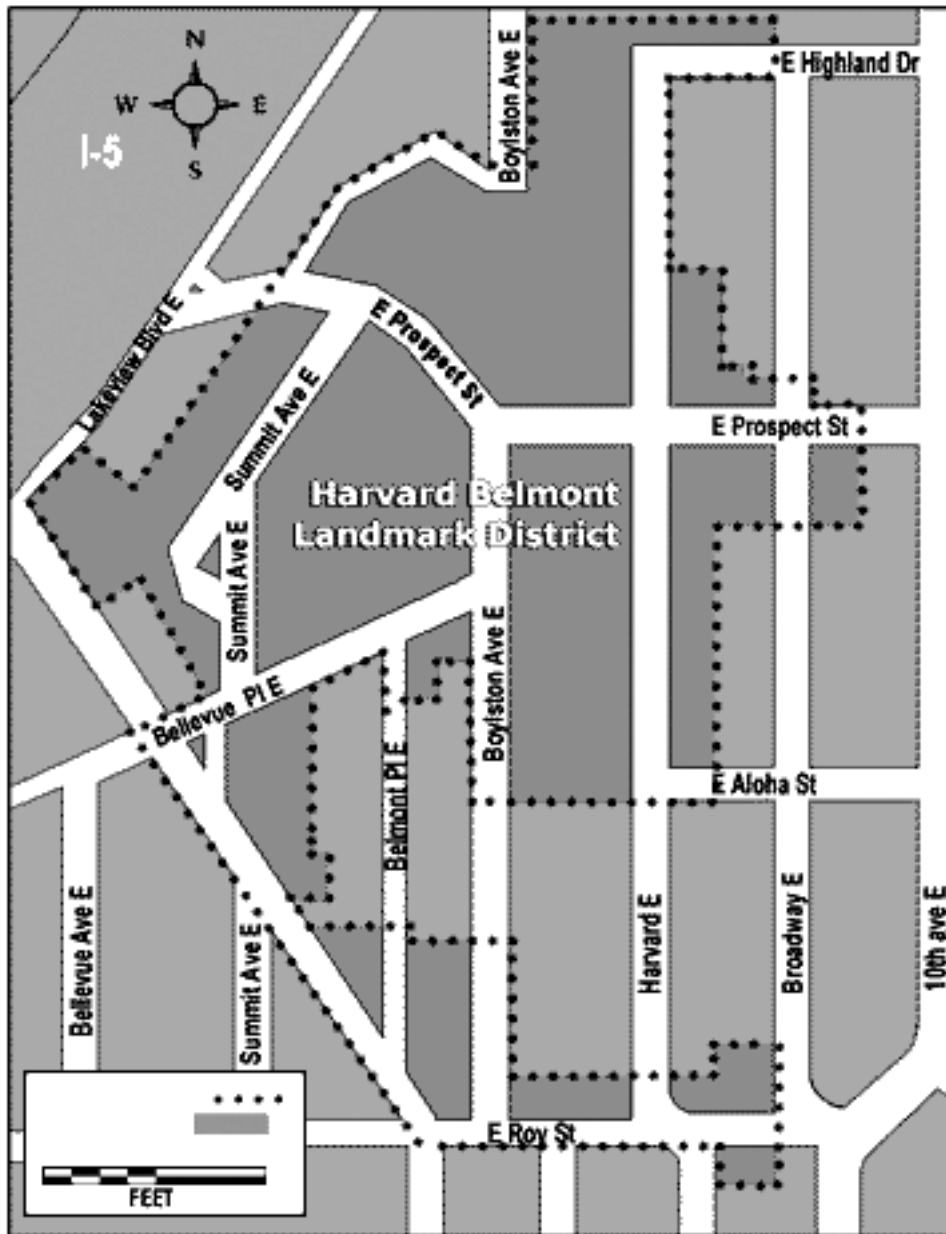 N
W E
S
I-5
Boylston Ave E
E Highland Dr
Lakeview Blvd E
E Prospect St
Summit Ave E
E Prospect St
Harvard Belmont
Landmark District
Summit Ave E
Boylston Ave E
Bellevue Pl E
Belmont Pl E
E Aloha St
Bellevue Ave E
Summit Ave E
Harvard E
Broadway E
10th ave E
E Roy St
FEET